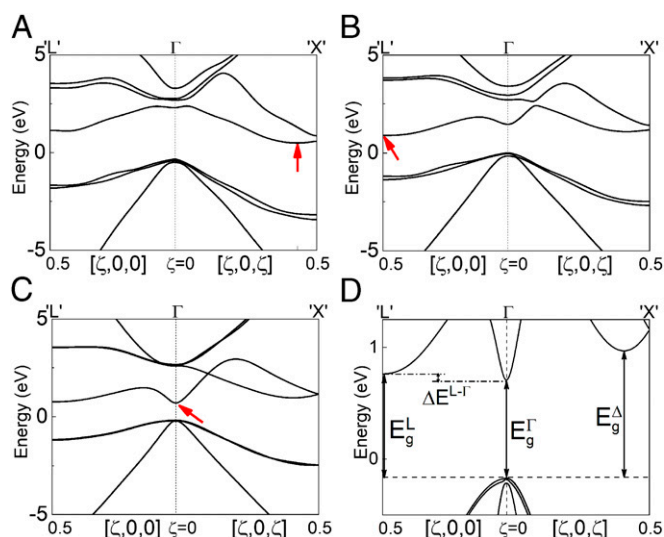 A
'L' Γ 'X'
5
0
-5
Energy (eV)
0.5 [ζ,0,0] ζ=0 [ζ,0,ζ] 0.5
B
'L' Γ 'X'
5
0
-5
Energy (eV)
0.5 [ζ,0,0] ζ=0 [ζ,0,ζ] 0.5
C
'L' Γ 'X'
5
0
-5
Energy (eV)
0.5 [ζ,0,0] ζ=0 [ζ,0,ζ] 0.5
D
'L' Γ 'X'
1
0
Energy (eV)
ΔE^L-Γ
E_g^L E_g^Γ E_g^Δ
0.5 [ζ,0,0] ζ=0 [ζ,0,ζ] 0.5